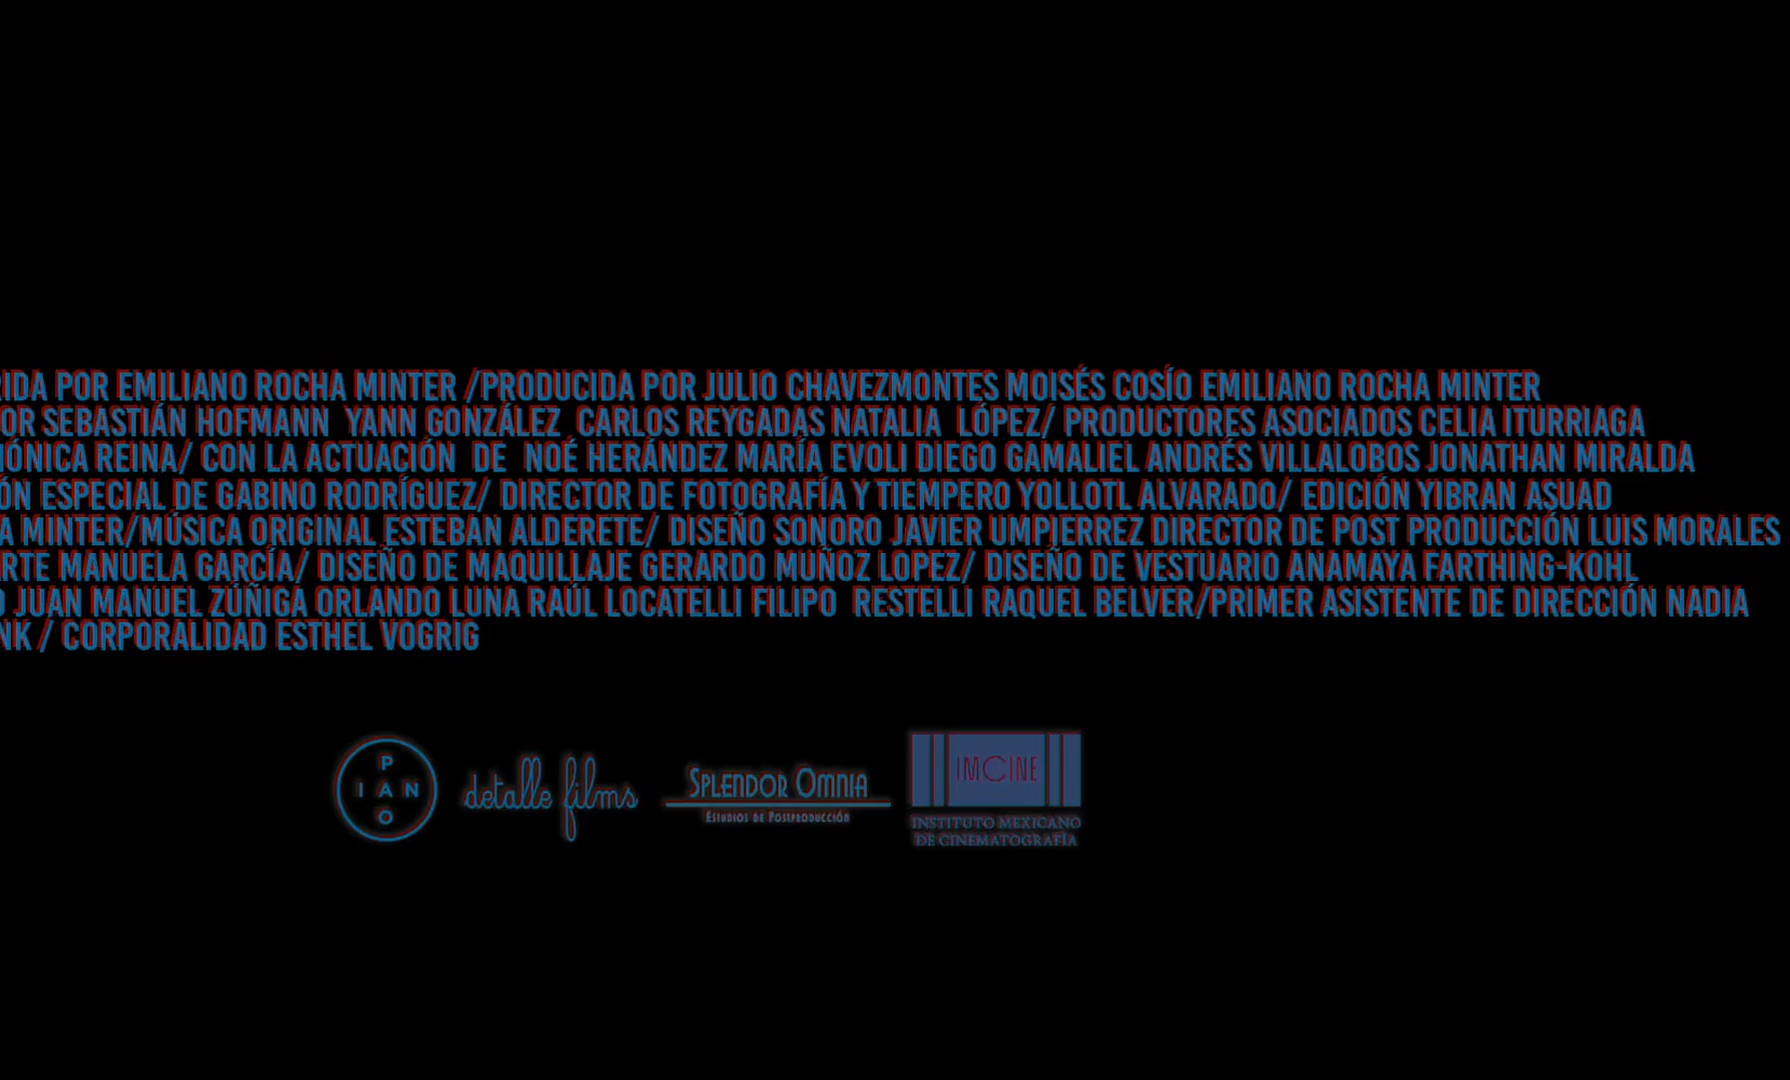 RIDA POR EMILIANO ROCHA MINTER /PRODUCIDA POR JULIO CHAVEZMONTES MOISÉS COSÍO EMILIANO ROCHA MINTER
OR SEBASTIÁN HOFMANN YANN GONZÁLEZ CARLOS REYGADAS NATALIA LÓPEZ/ PRODUCTORES ASOCIADOS CELIA ITURRIAGA
ÓNICA REINA/ CON LA ACTUACIÓN DE NOÉ HERÁNDEZ MARÍA EVOLI DIEGO GAMALIEL ANDRÉS VILLALOBOS JONATHAN MIRALDA
ÓN ESPECIAL DE GABINO RODRÍGUEZ/ DIRECTOR DE FOTOGRAFÍA Y TIEMPERO YOLLOTL ALVARADO/ EDICIÓN YIBRAN ASUAD
A MINTER/MÚSICA ORIGINAL ESTEBAN ALDERETE/ DISEÑO SONORO JAVIER UMPIERREZ DIRECTOR DE POST PRODUCCIÓN LUIS MORALES
ARTE MANUELA GARCÍA/ DISEÑO DE MAQUILLAJE GERARDO MUÑOZ LOPEZ/ DISEÑO DE VESTUARIO ANAMAYA FARTHING-KOHL
O JUAN MANUEL ZÚÑIGA ORLANDO LUNA RAÚL LOCATELLI FILIPO RESTELLI RAQUEL BELVER/PRIMER ASISTENTE DE DIRECCIÓN NADIA
NK / CORPORALIDAD ESTHEL VOGRIG
PIANO
detalle films
SPLENDOR OMNIA
ESTUDIOS DE POSTPRODUCCIÓN
IMCINE
INSTITUTO MEXICANO
DE CINEMATOGRAFÍA